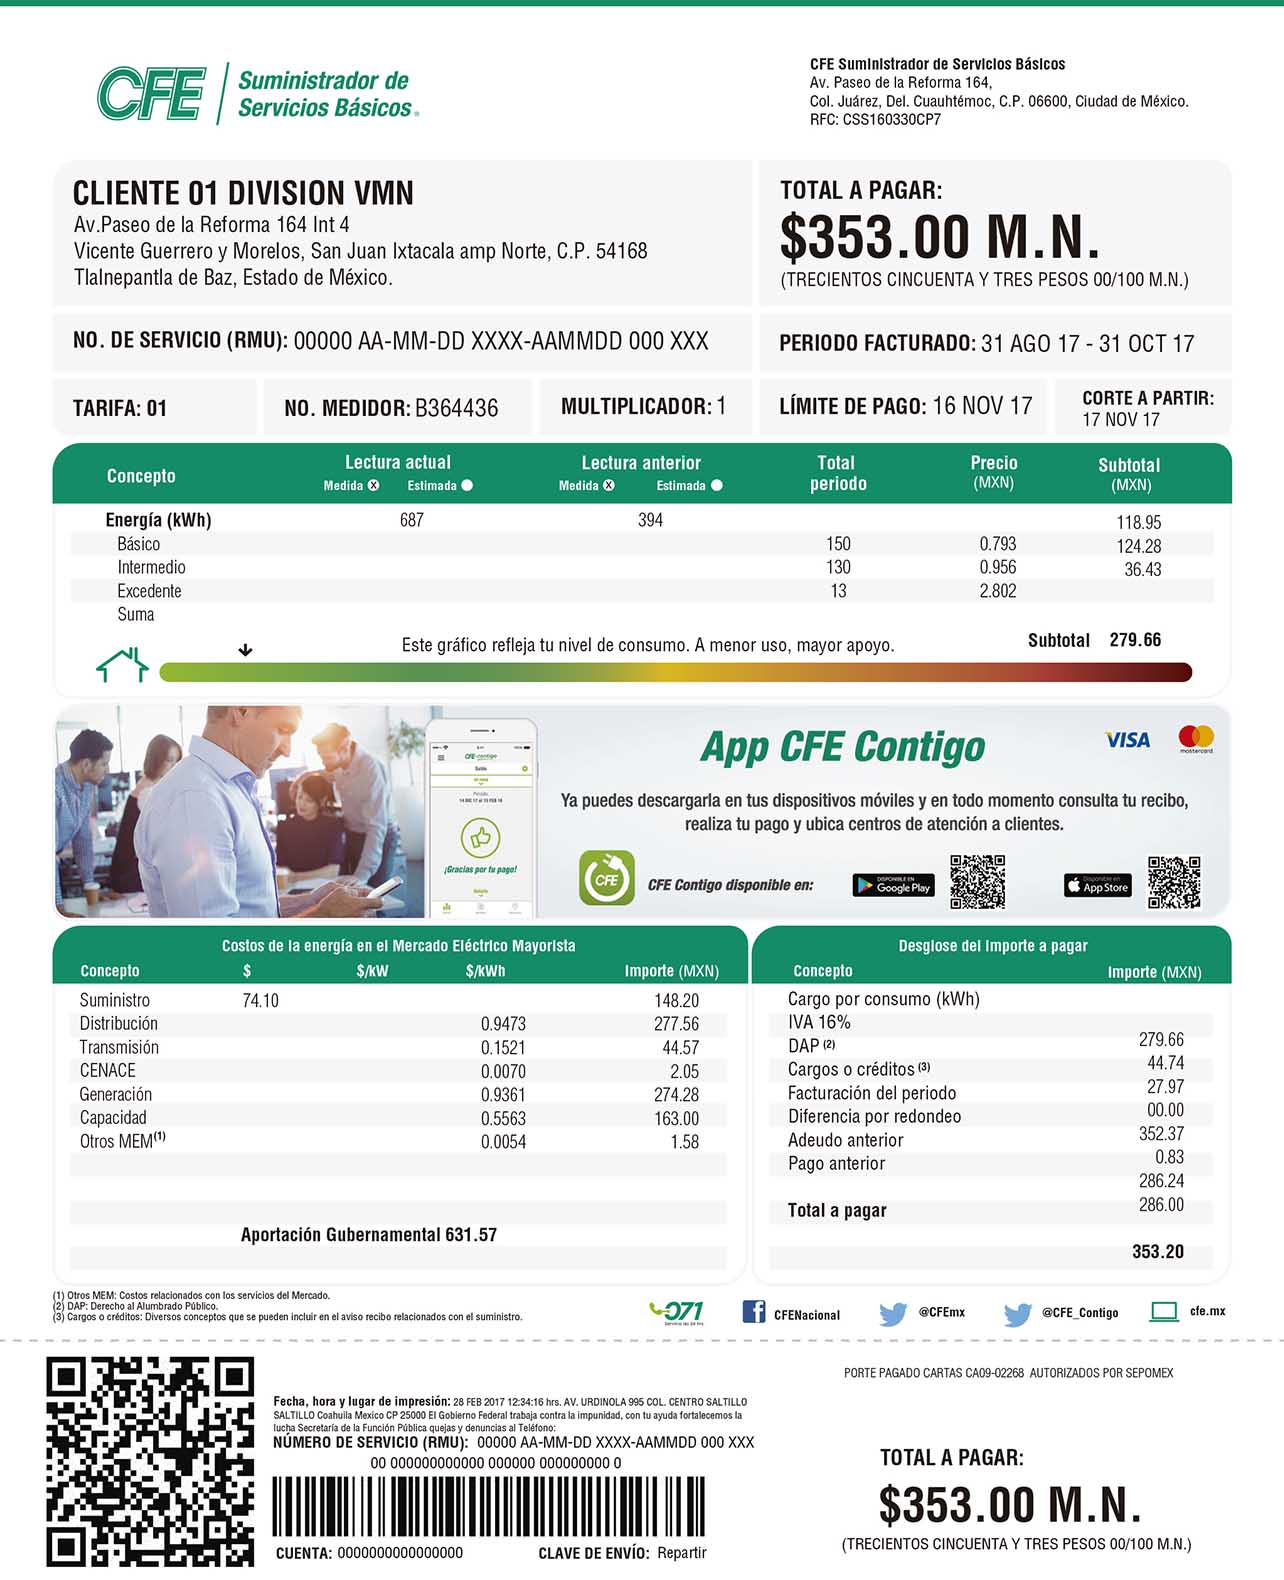 CFE Suministrador de Servicios Básicos
CFE Suministrador de Servicios Básicos
Av. Paseo de la Reforma 164,
Col. Juárez, Del. Cuauhtémoc, C.P. 06600, Ciudad de México.
RFC: CSS160330CP7
CLIENTE 01 DIVISION VMN
Av.Paseo de la Reforma 164 Int 4
Vicente Guerrero y Morelos, San Juan Ixtacala amp Norte, C.P. 54168
Tlalnepantla de Baz, Estado de México.
TOTAL A PAGAR:
$353.00 M.N.
(TRECIENTOS CINCUENTA Y TRES PESOS 00/100 M.N.)
NO. DE SERVICIO (RMU): 00000 AA-MM-DD XXXX-AAMMDD 000 XXX
PERIODO FACTURADO: 31 AGO 17 - 31 OCT 17
TARIFA: 01
NO. MEDIDOR: B364436
MULTIPLICADOR: 1
LÍMITE DE PAGO: 16 NOV 17
CORTE A PARTIR:
17 NOV 17
Concepto Lectura actual Lectura anterior Total periodo Precio (MXN) Subtotal (MXN)
Medida X Estimada Medida X Estimada
Energía (kWh) 687 394 118.95
Básico 150 0.793 124.28
Intermedio 130 0.956 36.43
Excedente 13 2.802
Suma
Este gráfico refleja tu nivel de consumo. A menor uso, mayor apoyo.
Subtotal 279.66
CFE-contigo
Saldo
Periodo
14 DIC 17 al 15 FEB 18
¡Gracias por tu pago!
Detalle
App CFE Contigo
VISA
mastercard
Ya puedes descargarla en tus dispositivos móviles y en todo momento consulta tu recibo,
realiza tu pago y ubica centros de atención a clientes.
CFE
CFE Contigo disponible en:
DISPONIBLE EN
Google Play
Disponible en
App Store
Costos de la energía en el Mercado Eléctrico Mayorista
Concepto $ $/kW $/kWh Importe (MXN)
Suministro 74.10 148.20
Distribución 0.9473 277.56
Transmisión 0.1521 44.57
CENACE 0.0070 2.05
Generación 0.9361 274.28
Capacidad 0.5563 163.00
Otros MEM(1) 0.0054 1.58
Aportación Gubernamental 631.57
Desglose del importe a pagar
Concepto Importe (MXN)
Cargo por consumo (kWh)
IVA 16%
279.66
DAP (2)
44.74
Cargos o créditos (3)
27.97
Facturación del periodo
00.00
Diferencia por redondeo
352.37
Adeudo anterior
0.83
Pago anterior
286.24
286.00
Total a pagar
353.20
(1) Otros MEM: Costos relacionados con los servicios del Mercado.
(2) DAP: Derecho al Alumbrado Público.
(3) Cargos o créditos: Diversos conceptos que se pueden incluir en el aviso recibo relacionados con el suministro.
071
Servicio las 24 hrs
CFENacional
@CFEmx
@CFE_Contigo
cfe.mx
PORTE PAGADO CARTAS CA09-02268 AUTORIZADOS POR SEPOMEX
Fecha, hora y lugar de impresión: 28 FEB 2017 12:34:16 hrs. AV. URDINOLA 995 COL. CENTRO SALTILLO
SALTILLO Coahuila Mexico CP 25000 El Gobierno Federal trabaja contra la impunidad, con tu ayuda fortalecemos la
lucha Secretaría de la Función Pública quejas y denuncias al Teléfono:
NÚMERO DE SERVICIO (RMU): 00000 AA-MM-DD XXXX-AAMMDD 000 XXX
00 000000000000 000000 000000000 0
CUENTA: 0000000000000000
CLAVE DE ENVÍO: Repartir
TOTAL A PAGAR:
$353.00 M.N.
(TRECIENTOS CINCUENTA Y TRES PESOS 00/100 M.N.)